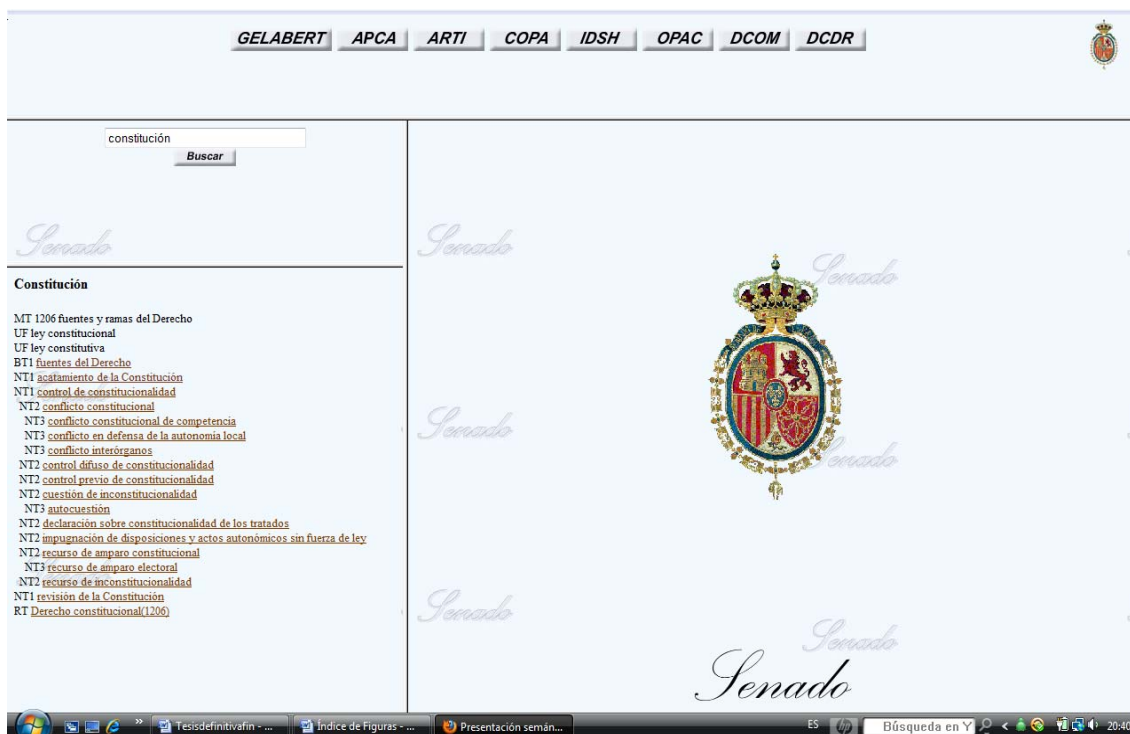 GELABERT APCA ARTI COPA IDSH OPAC DCOM DCDR
constitución
Buscar
Senado
Senado
Senado
Constitución
MT 1206 fuentes y ramas del Derecho
UF ley constitucional
UF ley constitutiva
BT1 fuentes del Derecho
NT1 acatamiento de la Constitución
NT1 control de constitucionalidad
NT2 conflicto constitucional
NT3 conflicto constitucional de competencia
NT3 conflicto en defensa de la autonomía local
NT3 conflicto interórganos
NT2 control difuso de constitucionalidad
NT2 control previo de constitucionalidad
NT2 cuestión de inconstitucionalidad
NT3 autocuestión
NT2 declaración sobre constitucionalidad de los tratados
NT2 impugnación de disposiciones y actos autonómicos sin fuerza de ley
NT2 recurso de amparo constitucional
NT3 recurso de amparo electoral
NT2 recurso de inconstitucionalidad
NT1 revisión de la Constitución
RT Derecho constitucional(1206)
Senado
Senado
Senado
Senado
Senado
Tesisdefinitivafin - ... Índice de Figuras - ... Presentación semán... ES hp Búsqueda en Y 20:40